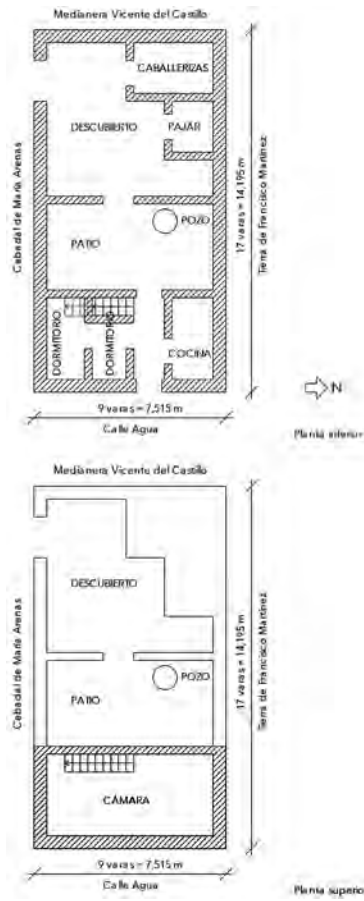 Medianera Vicente del Castillo
CABALLERIZAS
DESCUBIERTO
PAJAR
Cebadal de María Arenas
17 varas = 14,195 m
Tierra de Francisco Martínez
POZO
PATIO
DORMITORIO
DORMITORIO
COCINA
N
9 varas = 7,515 m
Calle Agua
Planta inferior
Medianera Vicente del Castillo
DESCUBIERTO
Cebadal de María Arenas
17 varas = 14,195 m
Tierra de Francisco Martínez
POZO
PATIO
CÁMARA
9 varas = 7,515 m
Calle Agua
Planta superio